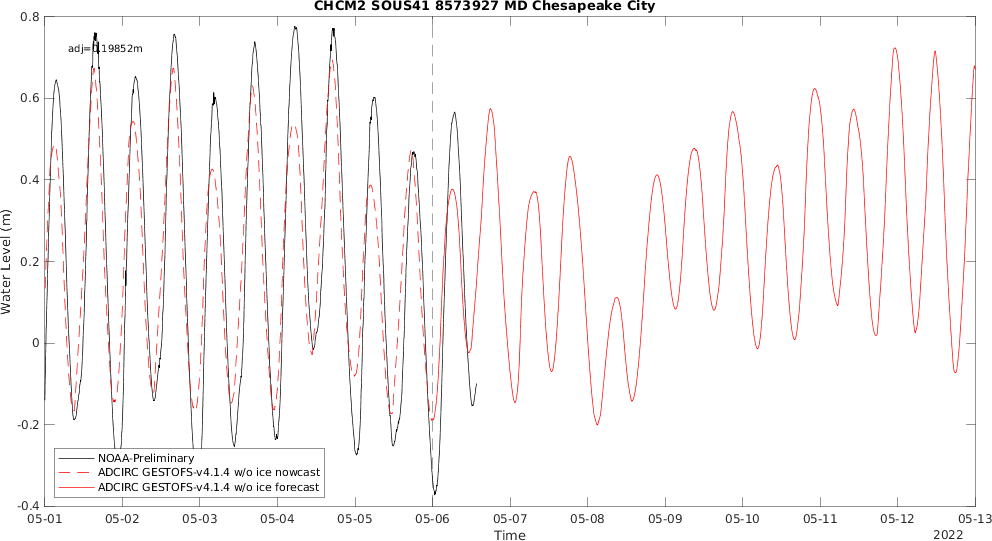 CHCM2 SOUS41 8573927 MD Chesapeake City
adj=0.19852m
Water Level (m)
0.8
0.6
0.4
0.2
0
-0.2
-0.4
NOAA-Preliminary
ADCIRC GESTOFS-v4.1.4 w/o ice nowcast
ADCIRC GESTOFS-v4.1.4 w/o ice forecast
05-01 05-02 05-03 05-04 05-05 05-06 05-07 05-08 05-09 05-10 05-11 05-12 05-13
Time
2022